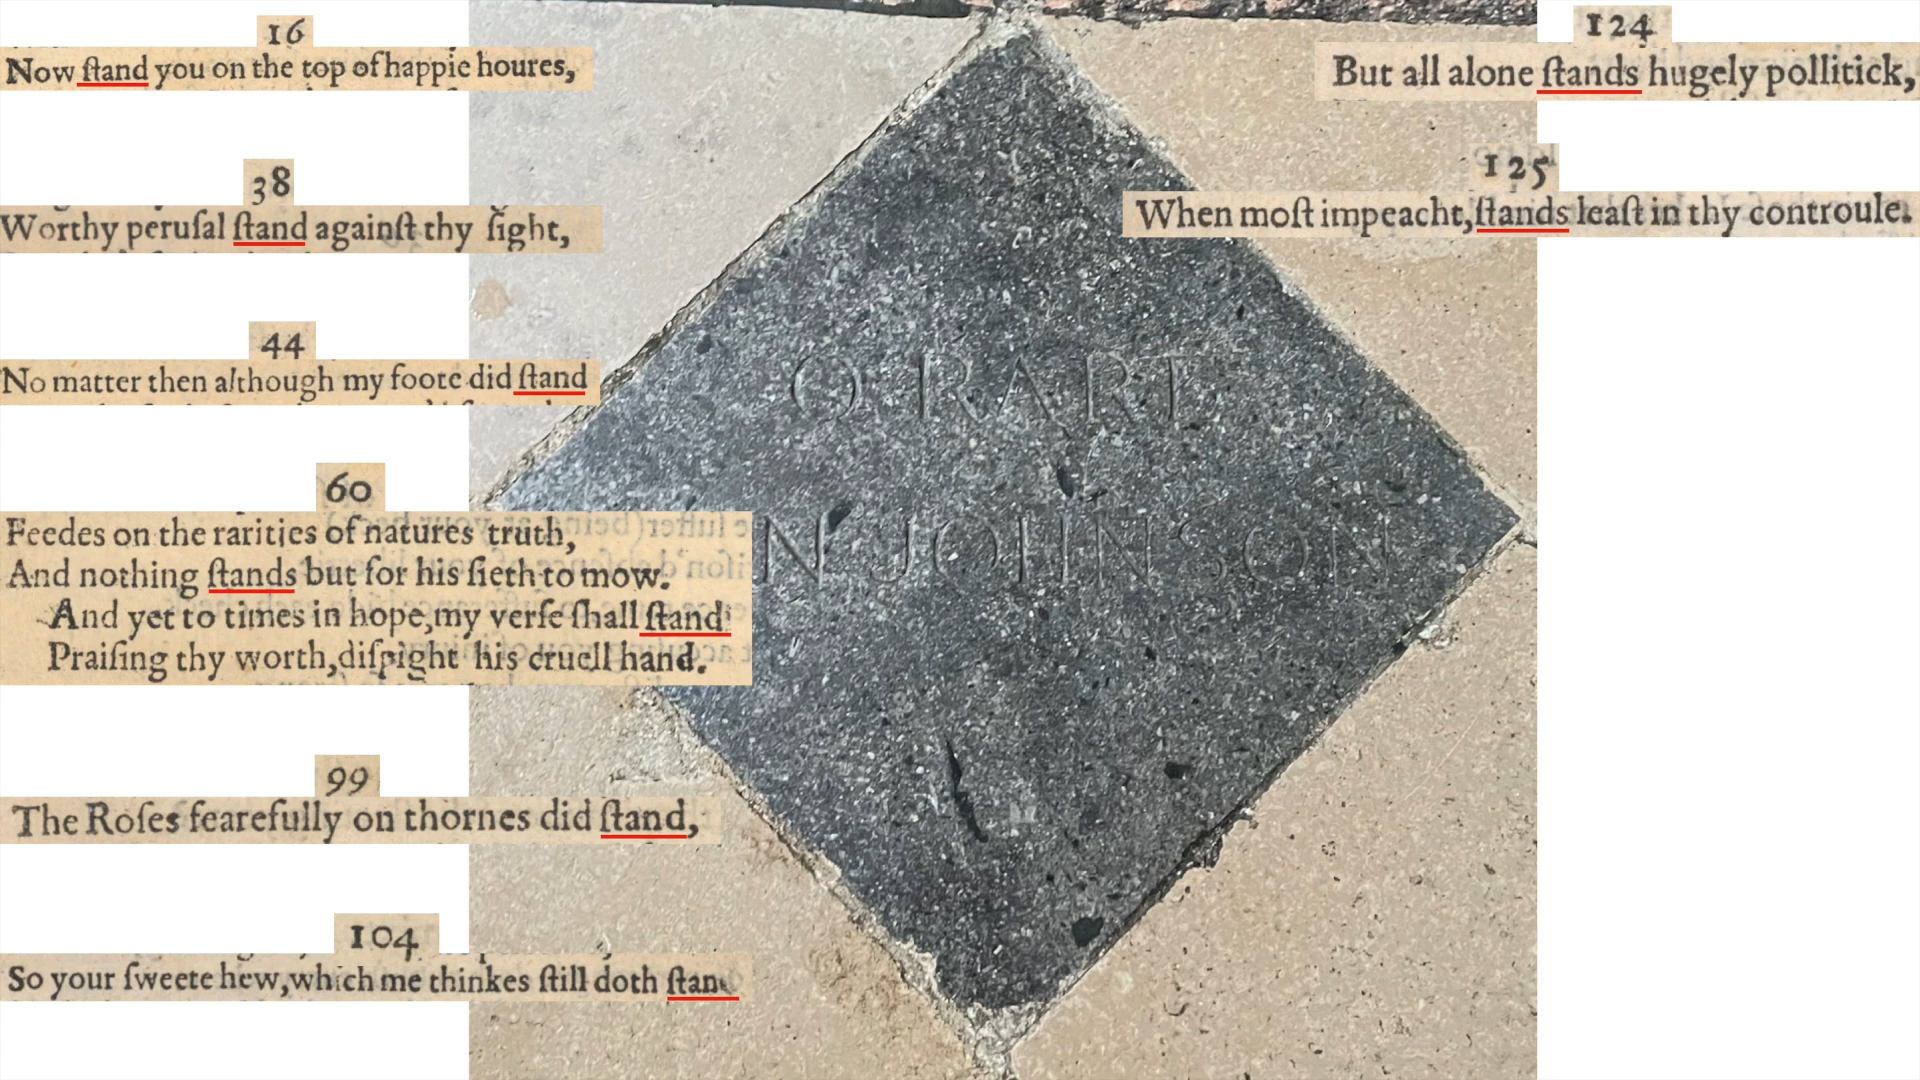 16
Now ſtand you on the top of happie houres,
38
Worthy peruſal ſtand againſt thy ſight,
44
No matter then although my foote did ſtand
60
Feedes on the rarities of natures truth,
And nothing ſtands but for his ſieth to mow.
And yet to times in hope, my verſe ſhall ſtand
Praiſing thy worth, diſpight his cruell hand.
99
The Roſes fearefully on thornes did ſtand,
104
So your ſweete hew, which me thinkes ſtill doth ſtan
O RARE
N JOHNSON
124
But all alone ſtands hugely pollitick,
125
When moſt impeacht, ſtands leaſt in thy controule.